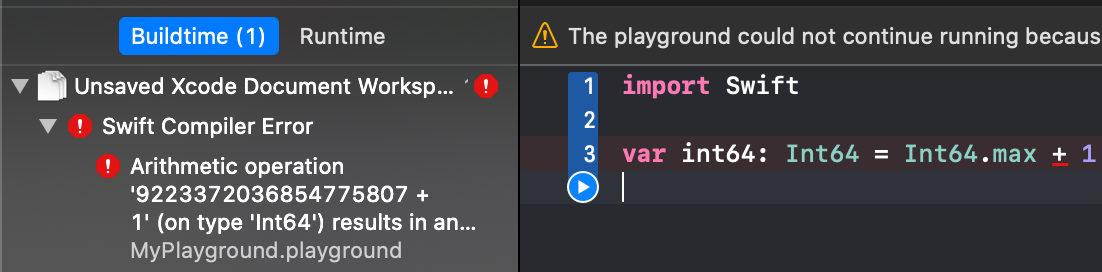 Buildtime (1)
Runtime
Unsaved Xcode Document Worksp...
Swift Compiler Error
Arithmetic operation
'9223372036854775807 +
1' (on type 'Int64') results in an...
MyPlayground.playground
The playground could not continue running becaus
1 import Swift
2
3 var int64: Int64 = Int64.max + 1